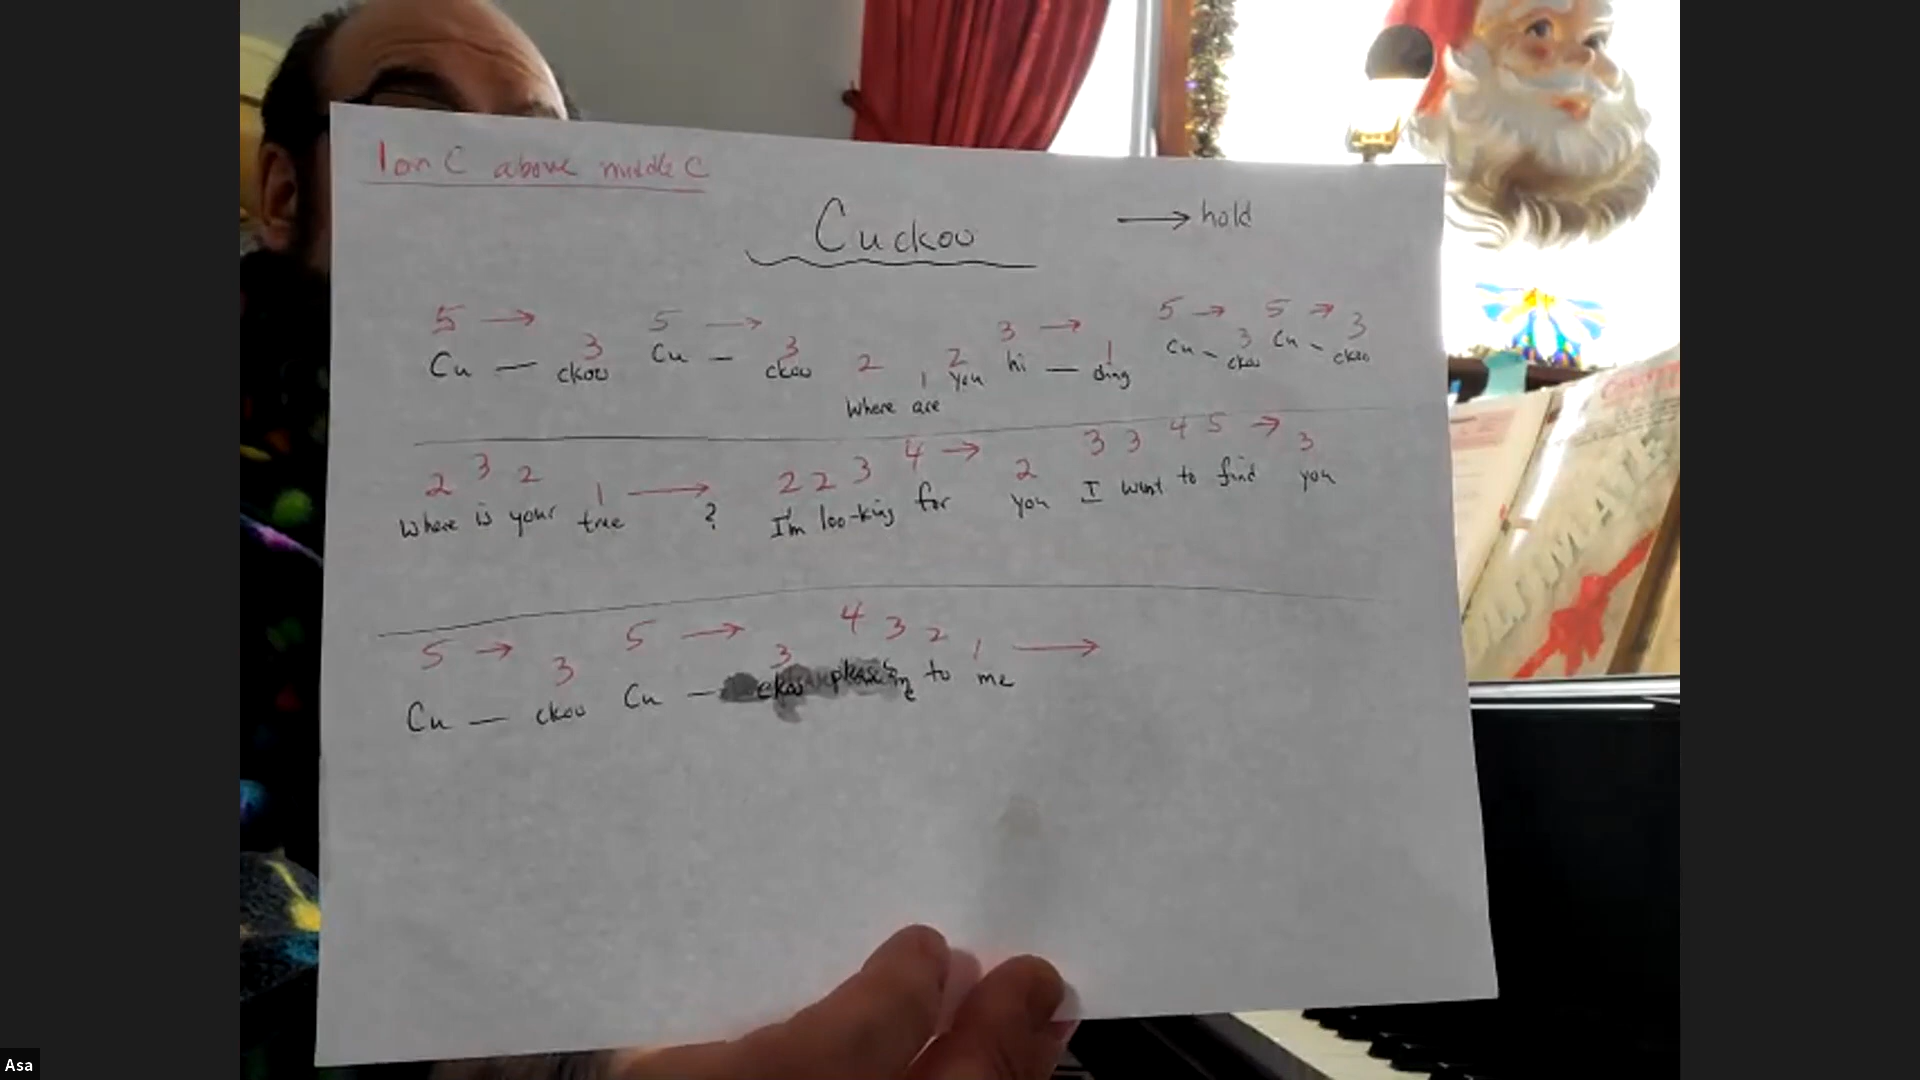 1 on C above middle C
Cuckoo
→ hold
5 → 3 5 → 3 2 1 2 3 → 1 5 → 3 5 → 3
Cu — ckoo Cu — ckoo Where are you hi — ding Cu - ckoo Cu - ckoo
2 3 2 1 → 2 2 3 4 → 2 3 3 4 5 → 3
Where is your tree ? I'm loo-king for you I want to find you
5 → 3 5 → 3 4 3 2 1 →
Cu — ckoo Cu — ckoo to me
Asa